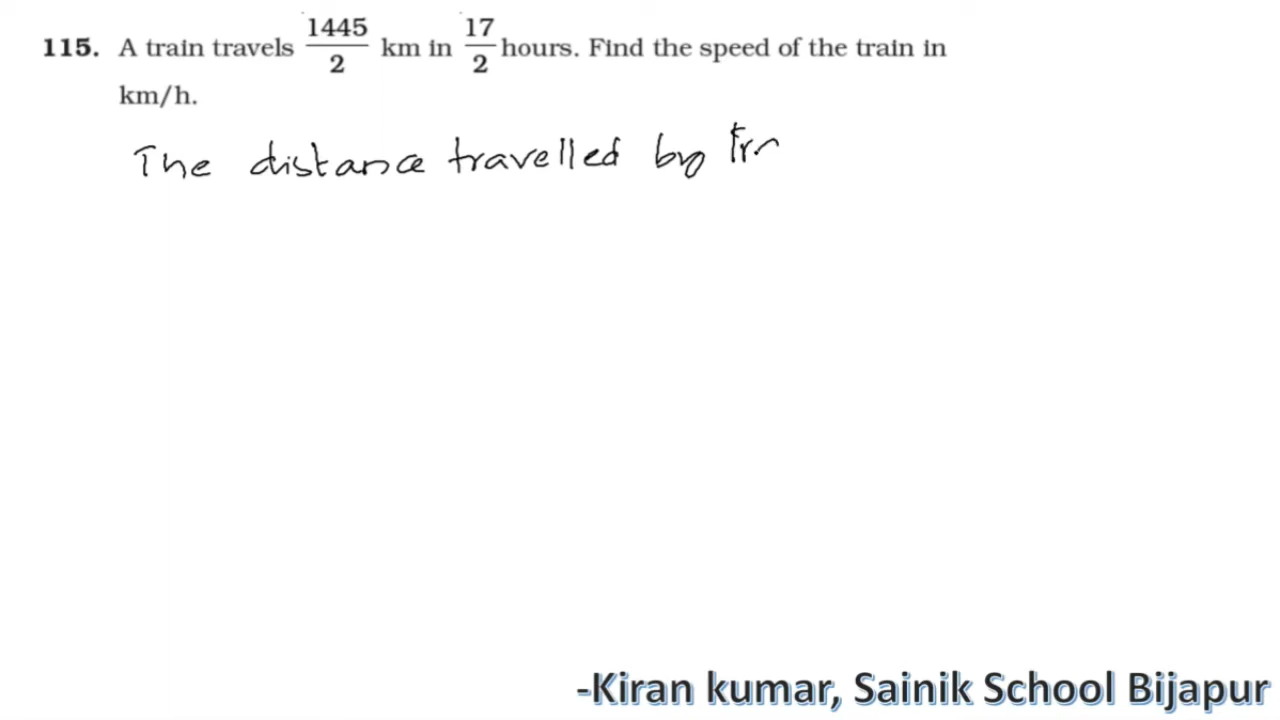 115. A train travels 1445/2 km in 17/2 hours. Find the speed of the train in
km/h.
The distance travelled by
-Kiran kumar, Sainik School Bijapur